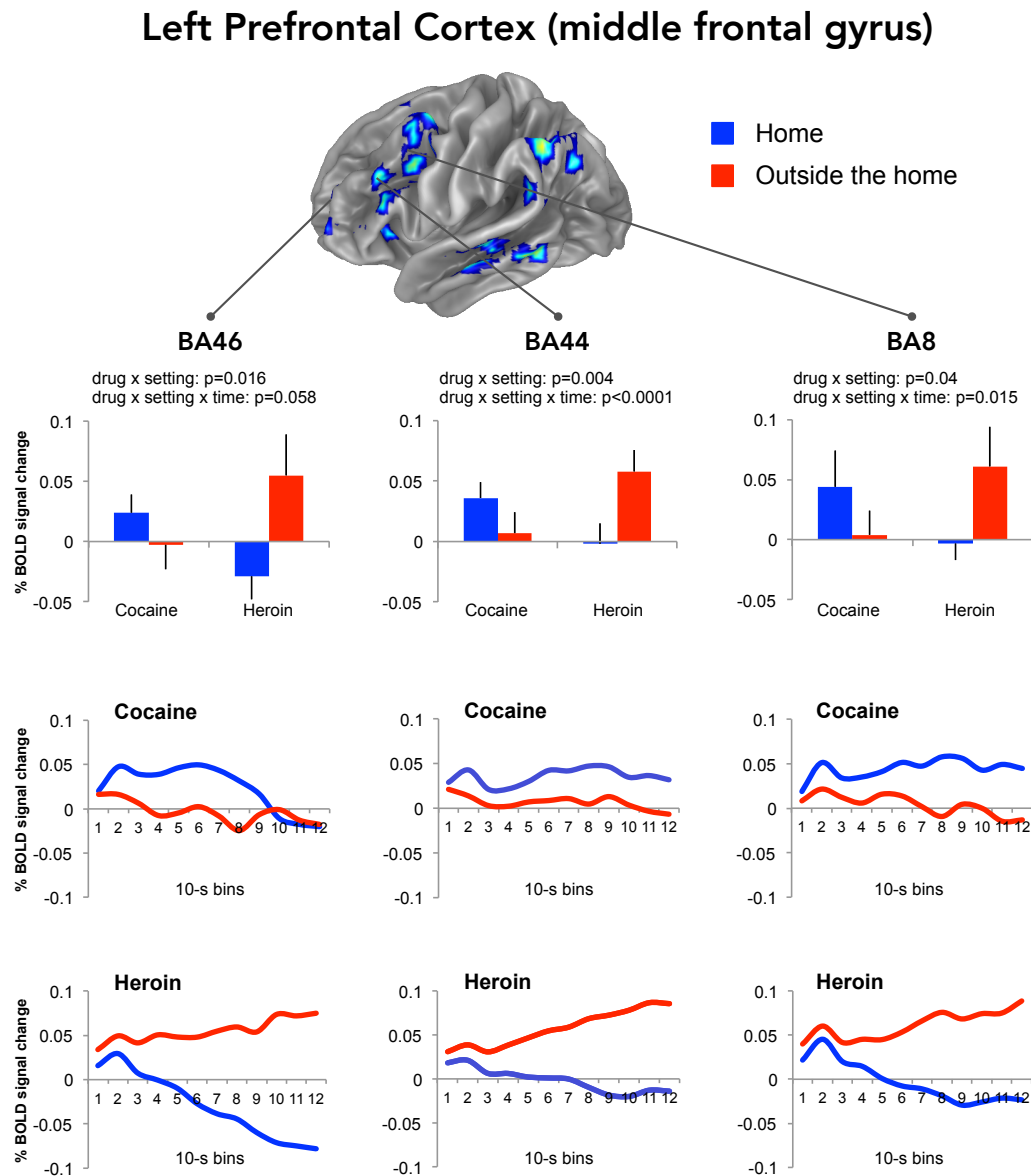 Left Prefrontal Cortex (middle frontal gyrus)
Home
Outside the home
BA46
BA44
BA8
drug x setting: p=0.016
drug x setting x time: p=0.058
drug x setting: p=0.004
drug x setting x time: p<0.0001
drug x setting: p=0.04
drug x setting x time: p=0.015
% BOLD signal change
0.1
0.05
0
-0.05
Cocaine
Heroin
0.1
0.05
0
-0.05
Cocaine
Heroin
0.1
0.05
0
-0.05
Cocaine
Heroin
% BOLD signal change
Cocaine
0.1
0.05
0
-0.05
-0.1
1 2 3 4 5 6 7 8 9 10 11 12
10-s bins
Cocaine
0.1
0.05
0
-0.05
-0.1
1 2 3 4 5 6 7 8 9 10 11 12
10-s bins
Cocaine
0.1
0.05
0
-0.05
-0.1
1 2 3 4 5 6 7 8 9 10 11 12
10-s bins
% BOLD signal change
Heroin
0.1
0.05
0
-0.05
-0.1
1 2 3 4 5 6 7 8 9 10 11 12
10-s bins
Heroin
0.1
0.05
0
-0.05
-0.1
1 2 3 4 5 6 7 8 9 10 11 12
10-s bins
Heroin
0.1
0.05
0
-0.05
-0.1
1 2 3 4 5 6 7 8 9 10 11 12
10-s bins